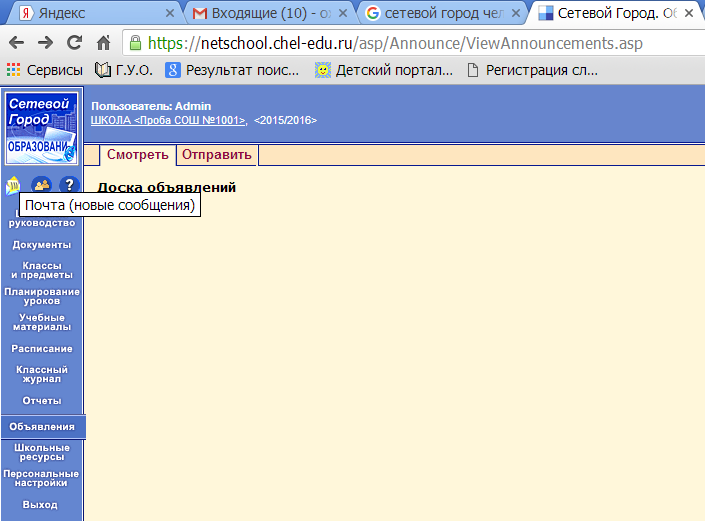 Яндекс
Входящие (10) - ох
сетевой город чел
Сетевой Город. Об
https://netschool.chel-edu.ru/asp/Announce/ViewAnnouncements.asp
Сервисы
Г.У.О.
Результат поис...
Детский портал...
Регистрация сл...
Сетевой
Город
ОБРАЗОВАНИ
Пользователь: Admin
ШКОЛА <Проба СОШ №1001>, <2015/2016>
Смотреть
Отправить
Доска объявлений
Почта (новые сообщения)
руководство
Документы
Классы
и предметы
Планирование
уроков
Учебные
материалы
Расписание
Классный
журнал
Отчеты
Объявления
Школьные
ресурсы
Персональные
настройки
Выход